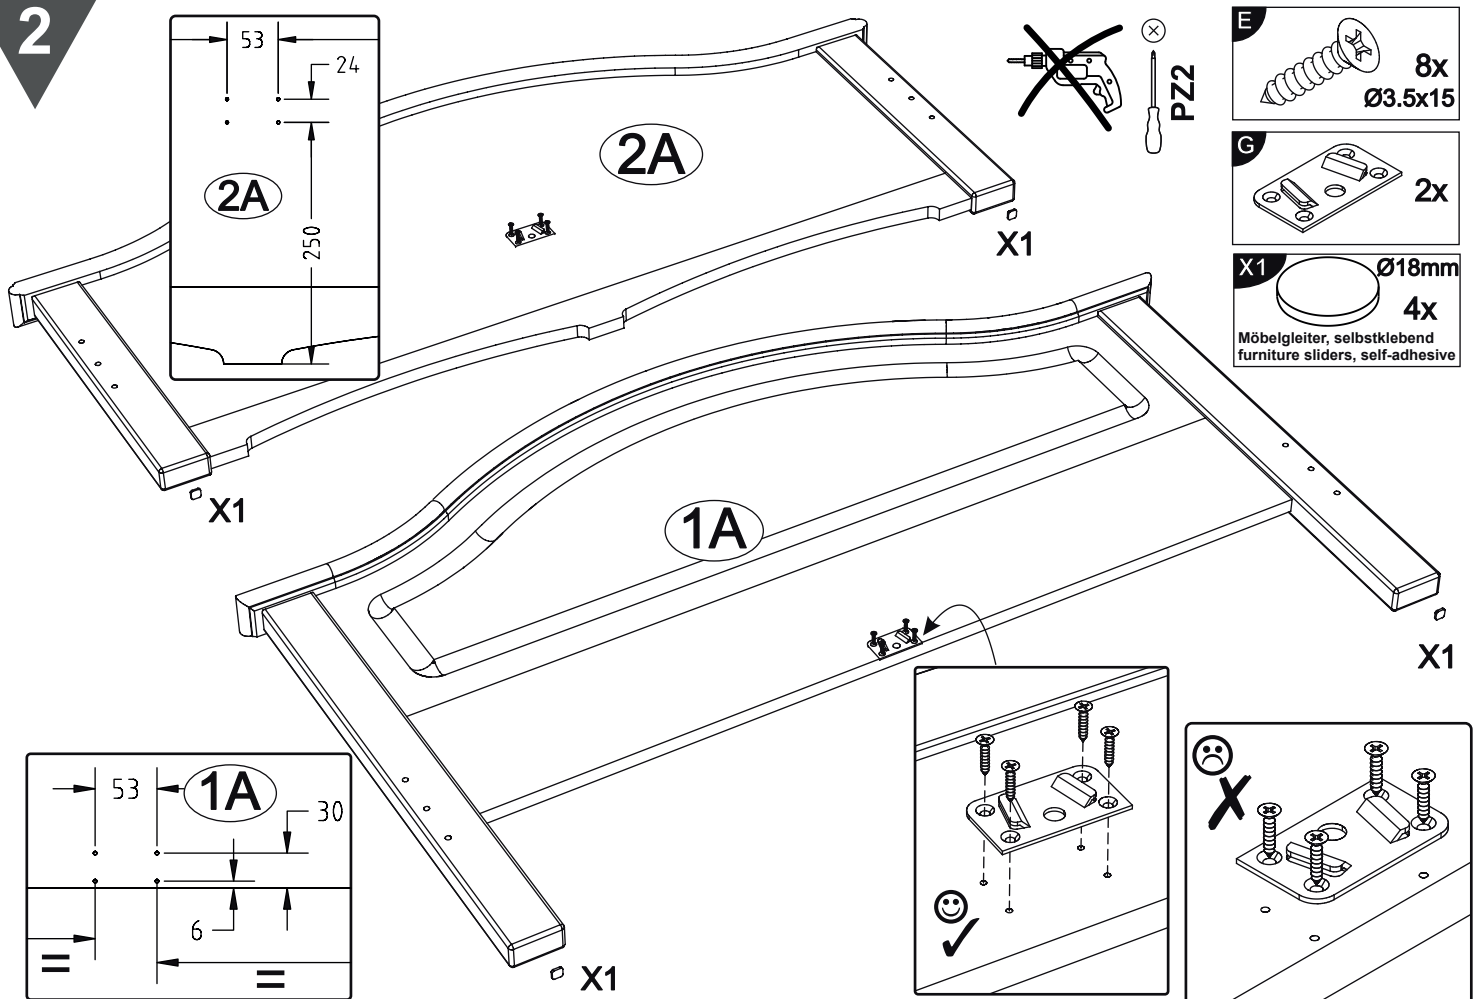 2
53
24
2A
250
2A
X1
X1
PZ2
E
8x
Ø3.5x15
G
2x
X1
Ø18mm
4x
Möbelgleiter, selbstklebend
furniture sliders, self-adhesive
1A
X1
X1
53
1A
30
6
=
=